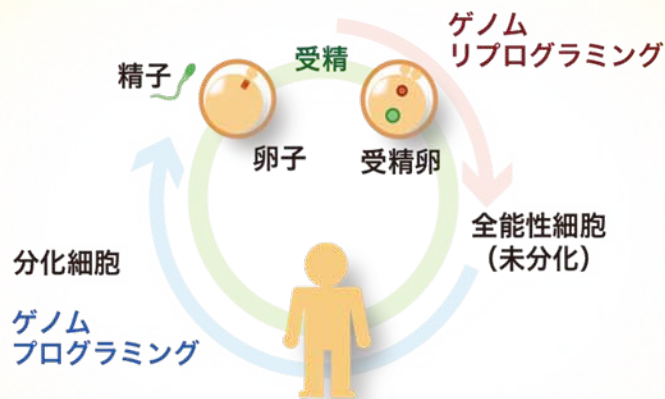 ゲノム
リプログラミング
受精
精子
卵子
受精卵
全能性細胞
（未分化）
分化細胞
ゲノム
プログラミング